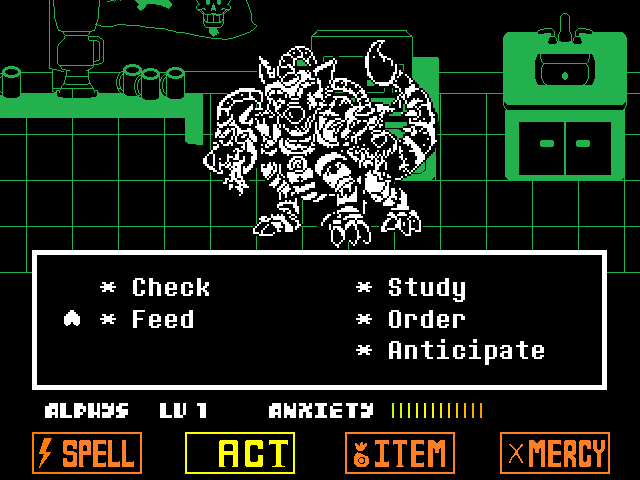 * Check * Study
* Feed * Order
* Anticipate
ALPHYS LV 1 ANXIETY
SPELL ACT ITEM MERCY